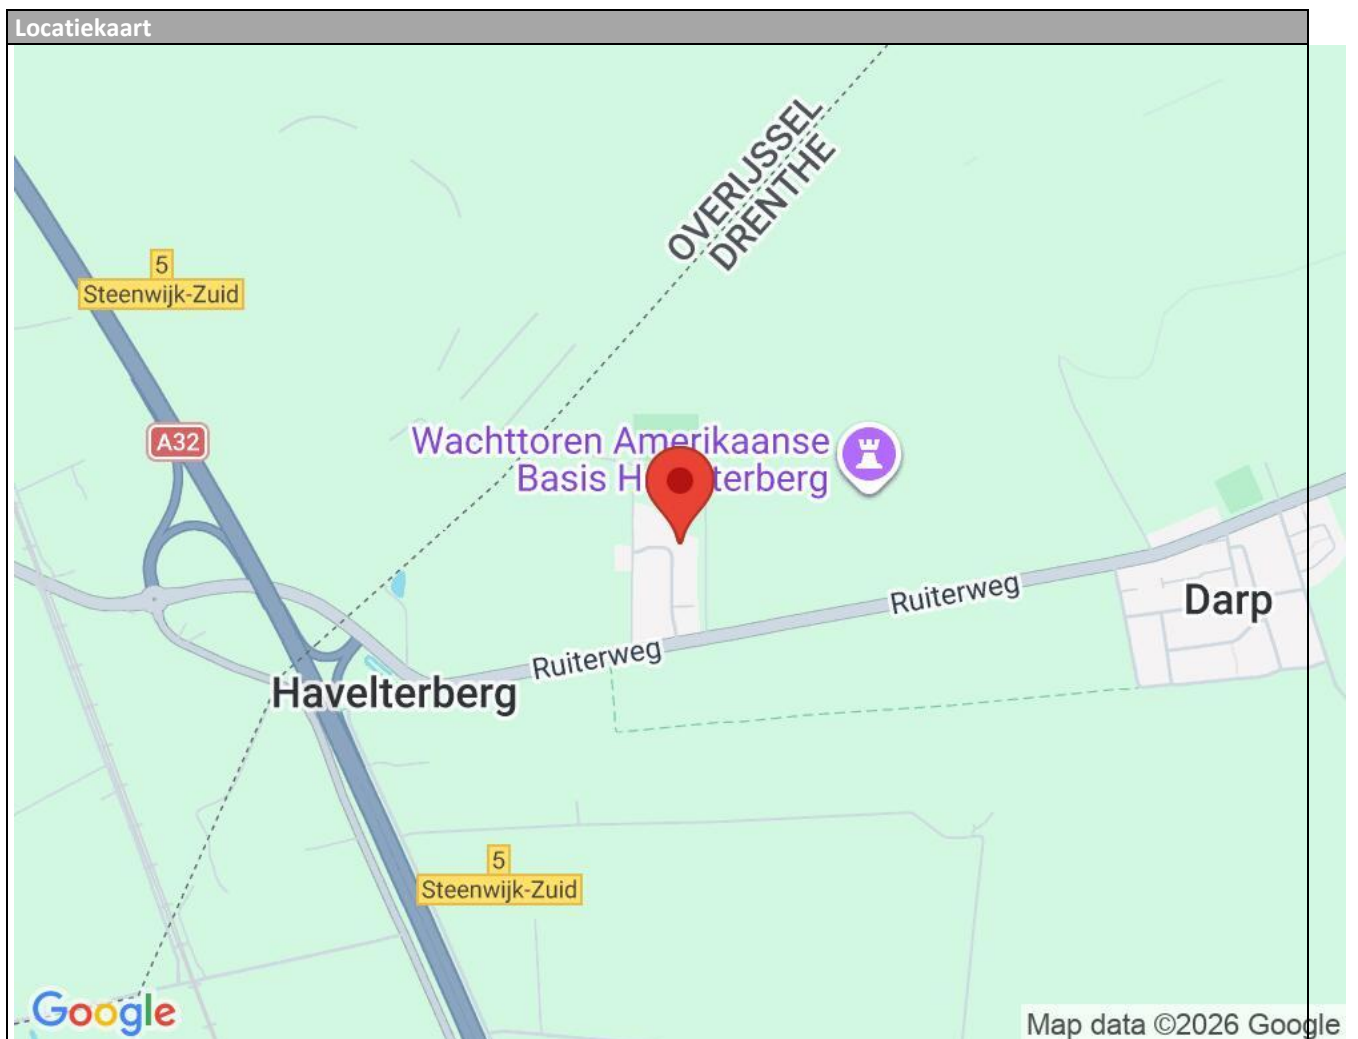 Locatiekaart
OVERIJSSEL
DRENTHE
5
Steenwijk-Zuid
A32
Wachttoren Amerikaanse
Basis H terberg
Ruiterweg
Darp
Ruiterweg
Havelterberg
5
Steenwijk-Zuid
Google
Map data ©2026 Google